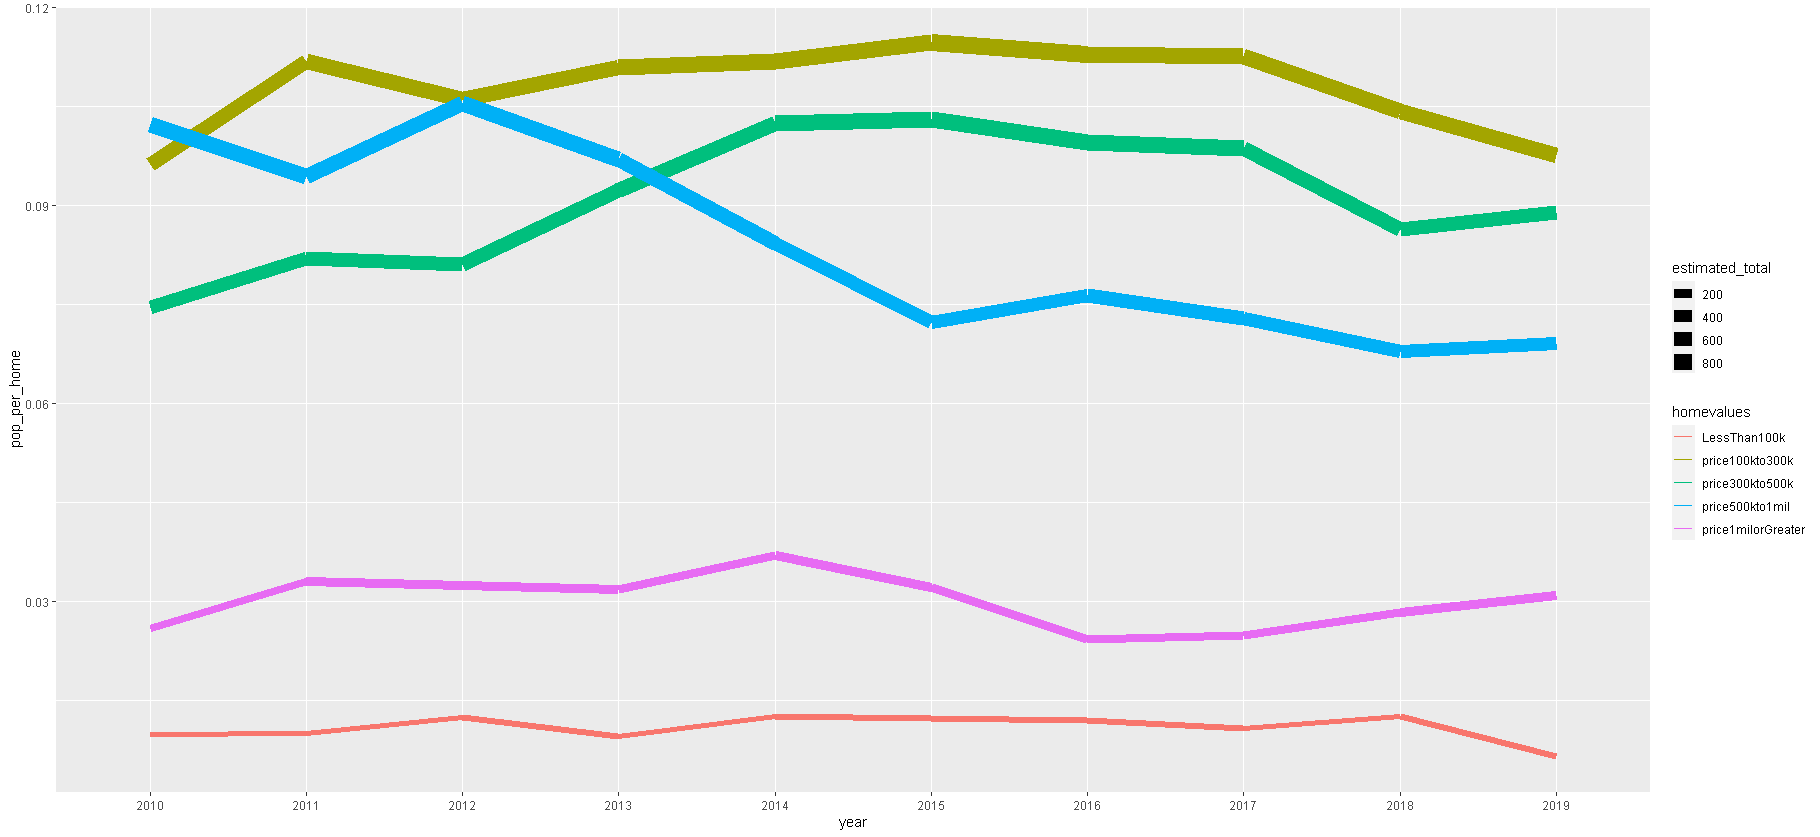 0.12
0.09
0.06
0.03
pop_per_home
2010 2011 2012 2013 2014 2015 2016 2017 2018 2019
year
estimated_total
200
400
600
800
homevalues
LessThan100k
price100kto300k
price300kto500k
price500kto1mil
price1milorGreater